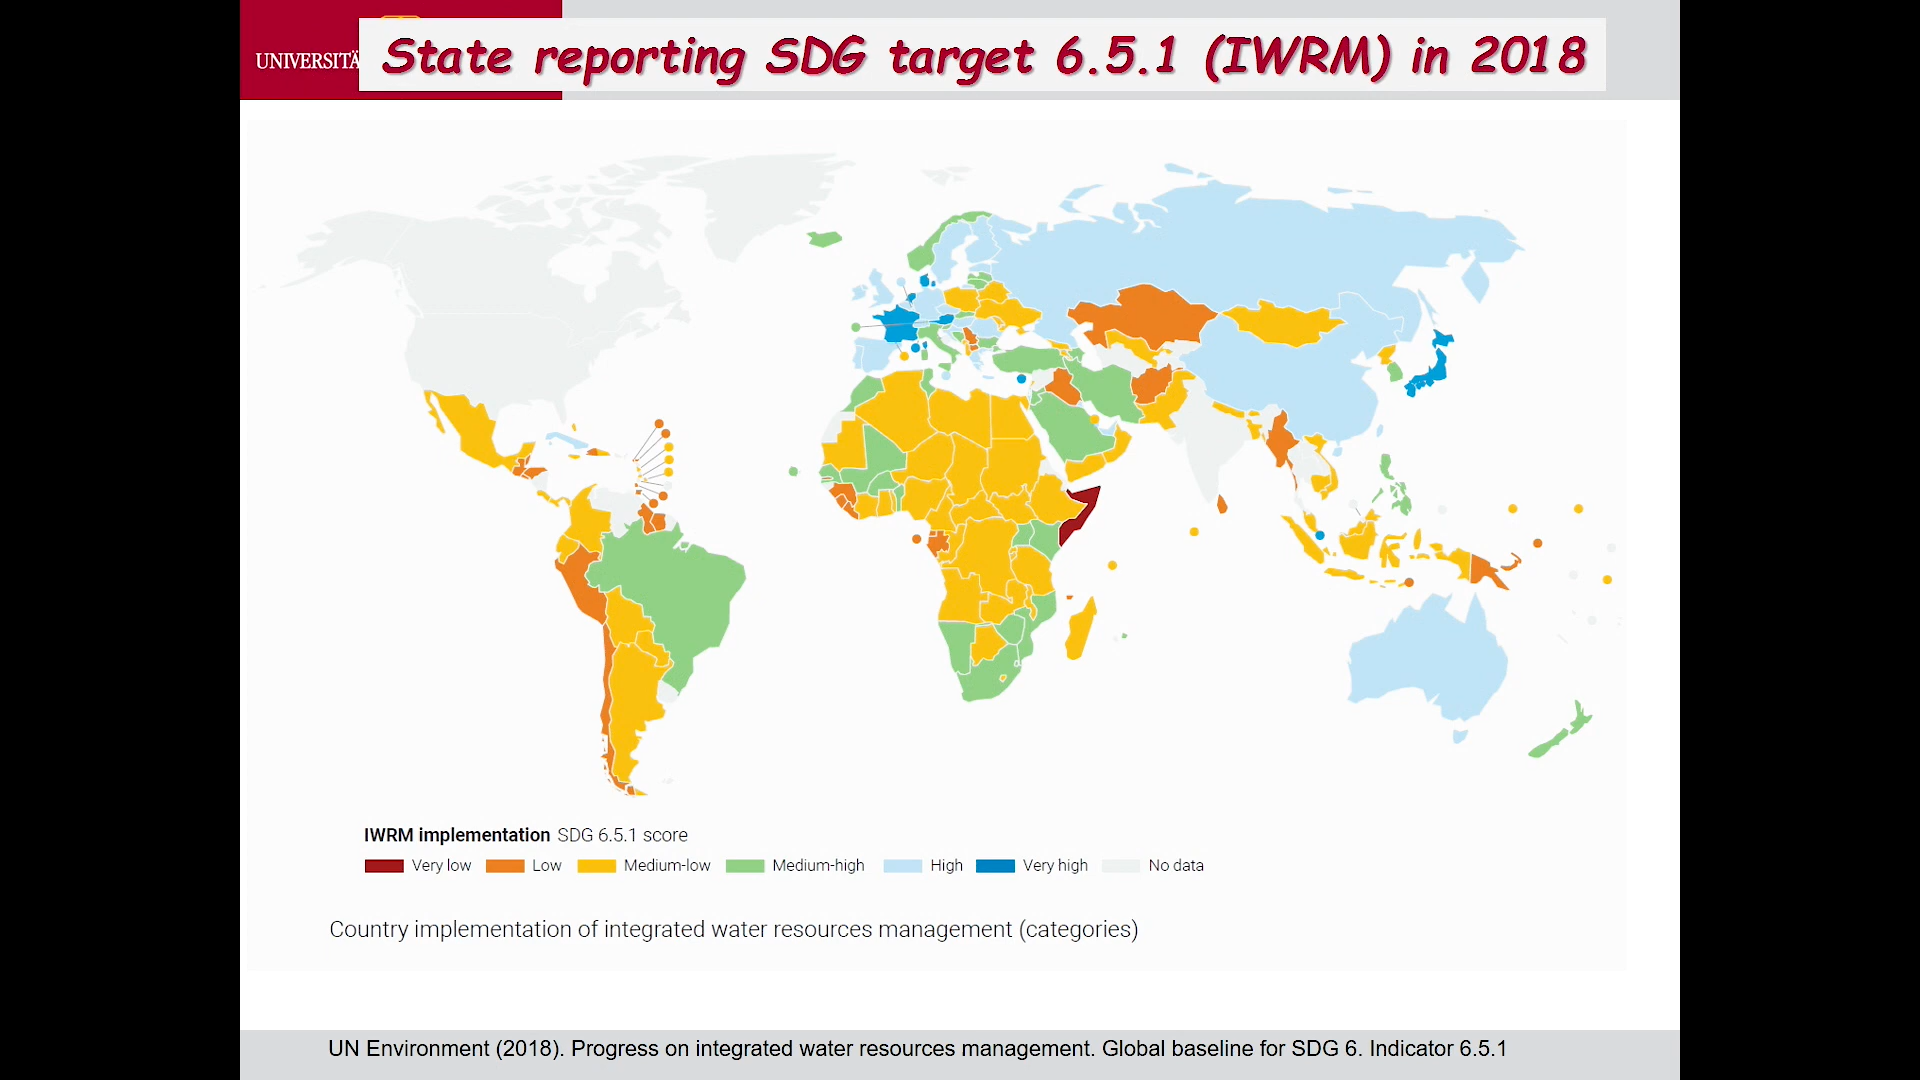 UNIVERSITÄ
State reporting SDG target 6.5.1 (IWRM) in 2018
IWRM implementation SDG 6.5.1 score
Very low Low Medium-low Medium-high High Very high No data
Country implementation of integrated water resources management (categories)
UN Environment (2018). Progress on integrated water resources management. Global baseline for SDG 6. Indicator 6.5.1